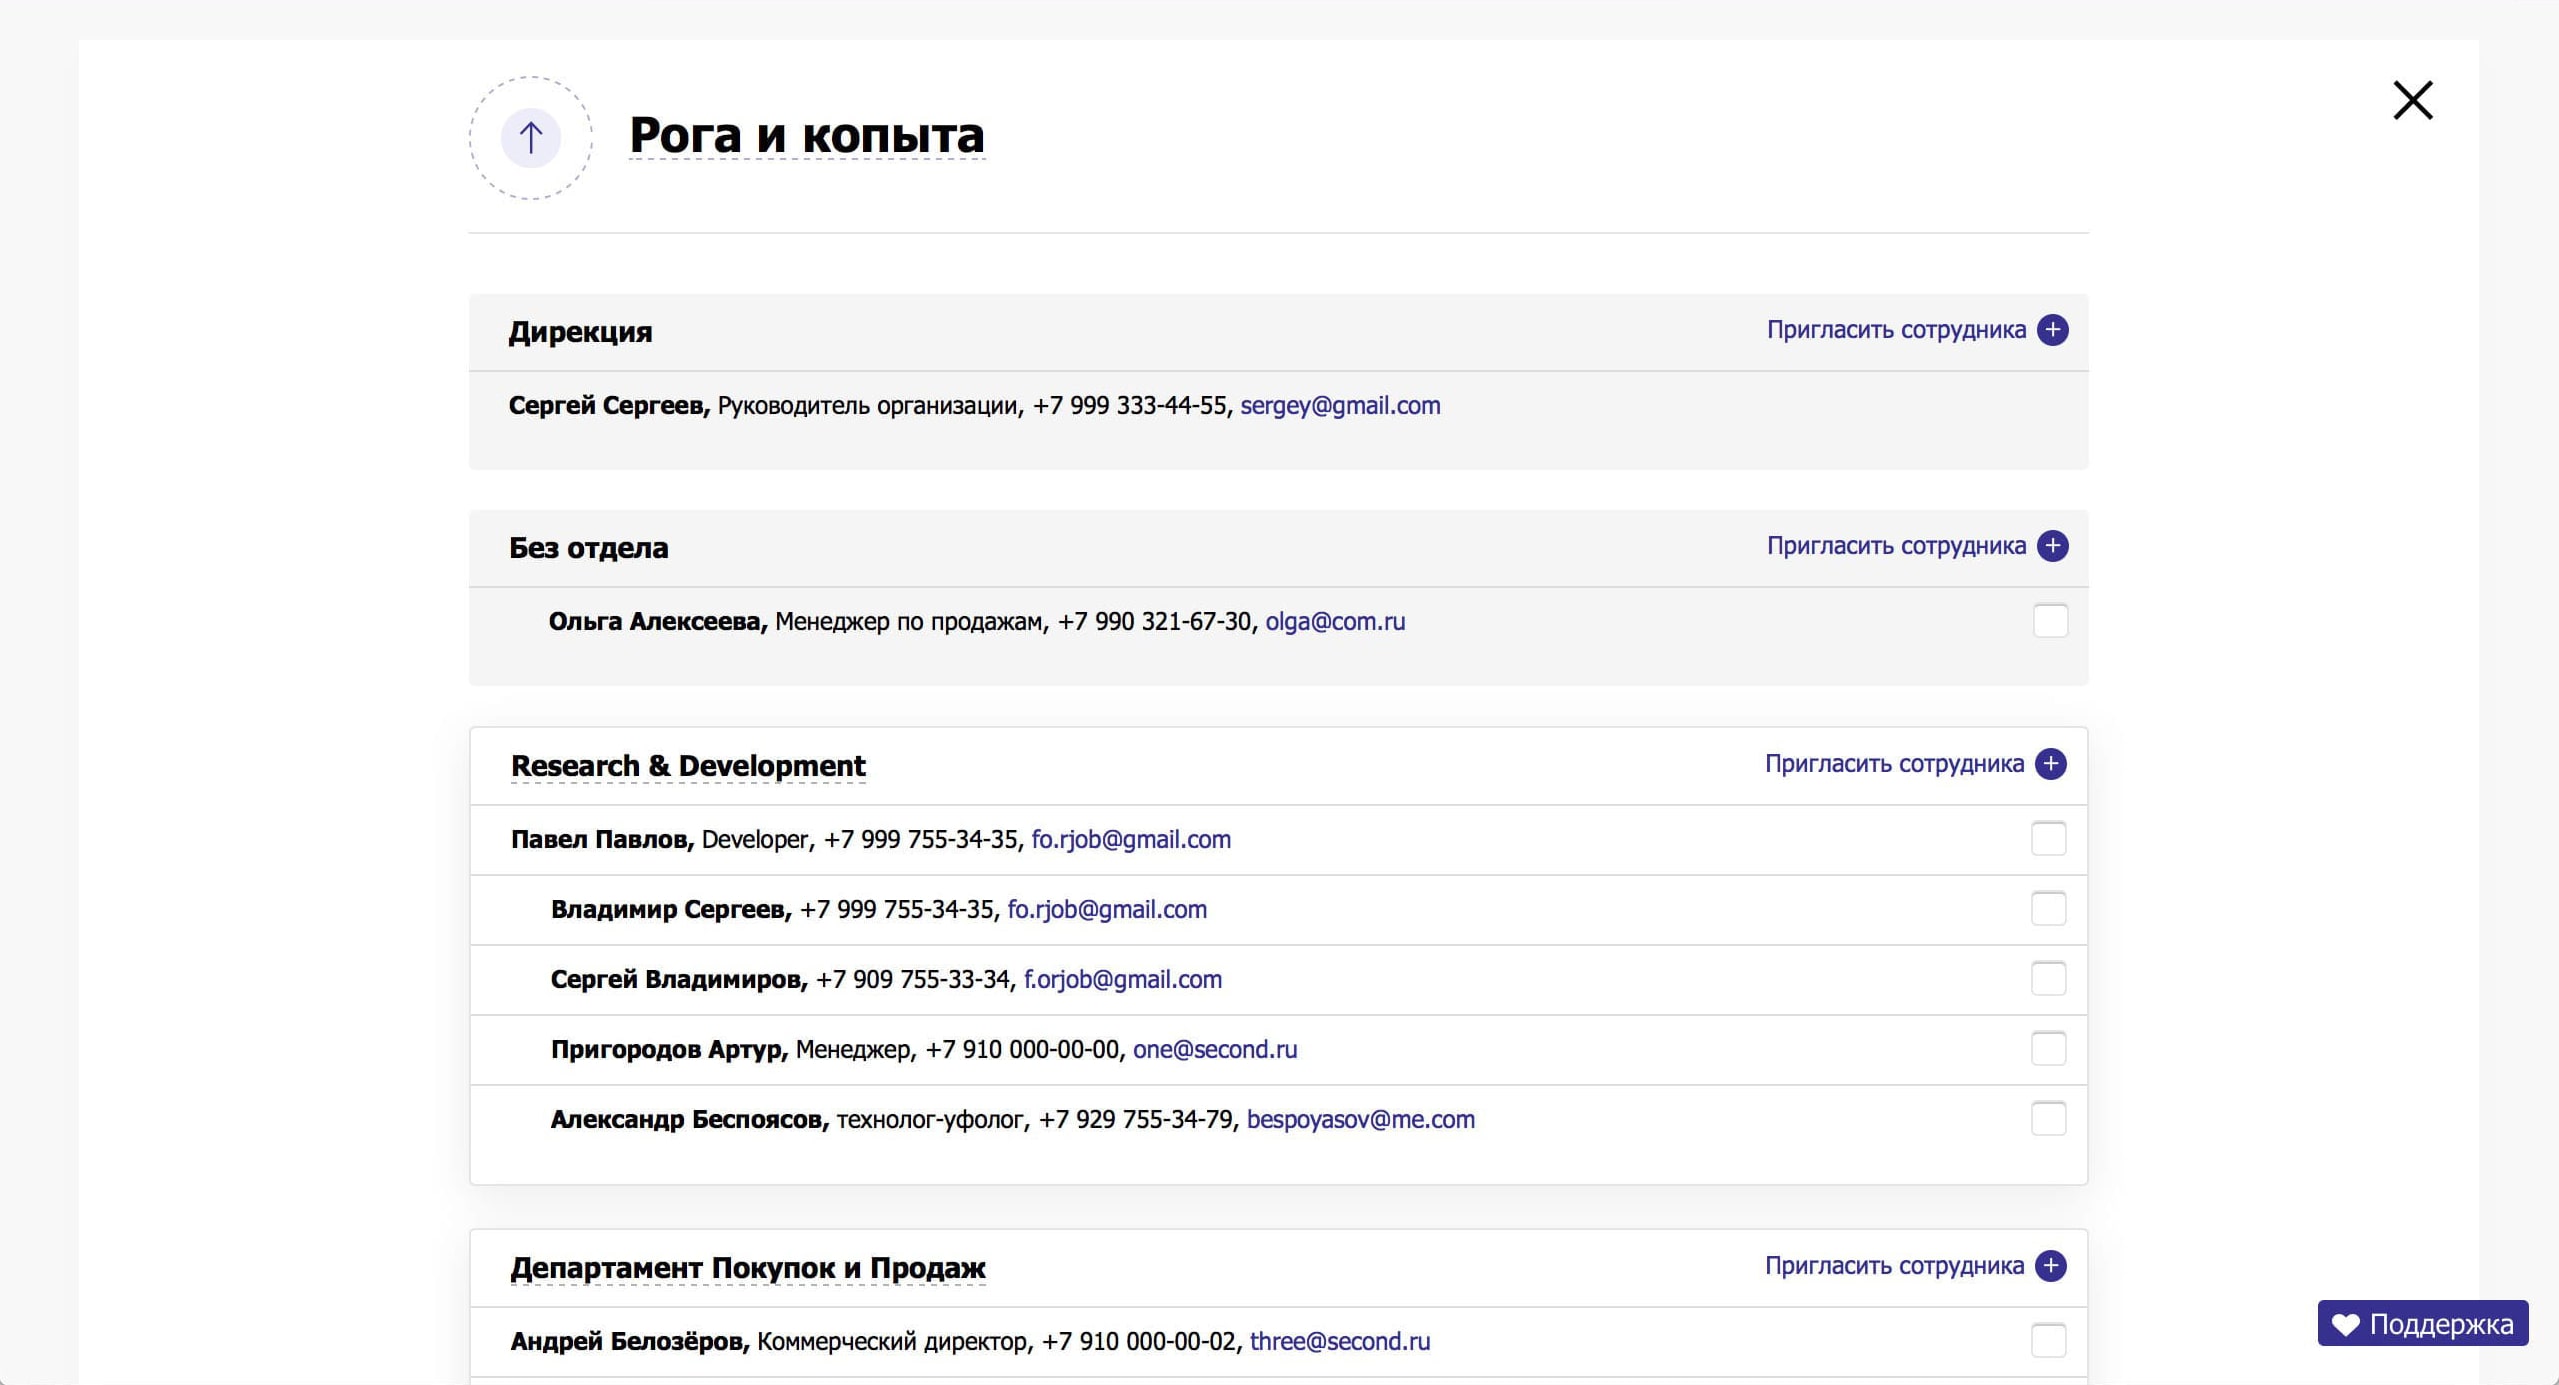 Рога и копыта
Дирекция
Пригласить сотрудника
Сергей Сергеев, Руководитель организации, +7 999 333-44-55, sergey@gmail.com
Без отдела
Пригласить сотрудника
Ольга Алексеева, Менеджер по продажам, +7 990 321-67-30, olga@com.ru
Research & Development
Пригласить сотрудника
Павел Павлов, Developer, +7 999 755-34-35, fo.rjob@gmail.com
Владимир Сергеев, +7 999 755-34-35, fo.rjob@gmail.com
Сергей Владимиров, +7 909 755-33-34, f.orjob@gmail.com
Пригородов Артур, Менеджер, +7 910 000-00-00, one@second.ru
Александр Беспоясов, технолог-уфолог, +7 929 755-34-79, bespoyasov@me.com
Департамент Покупок и Продаж
Пригласить сотрудника
Андрей Белозёров, Коммерческий директор, +7 910 000-00-02, three@second.ru
Поддержка